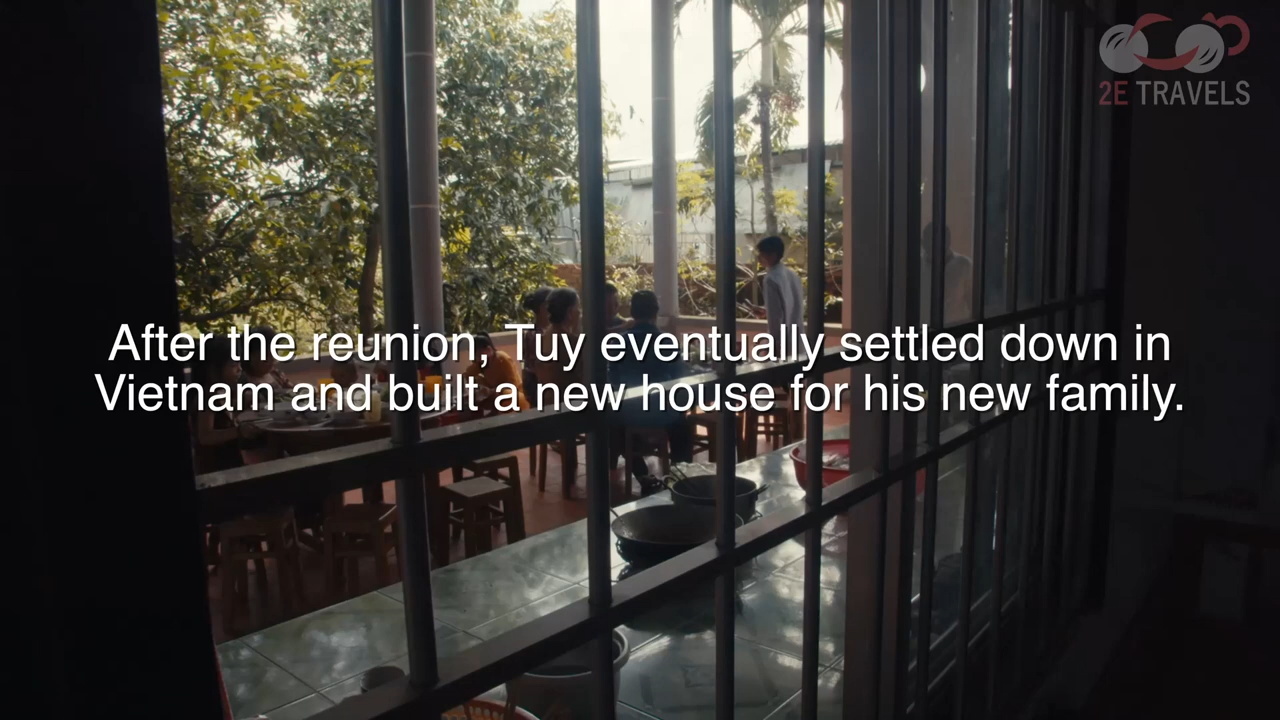 2E TRAVELS
After the reunion, Tuy eventually settled down in
Vietnam and built a new house for his new family.